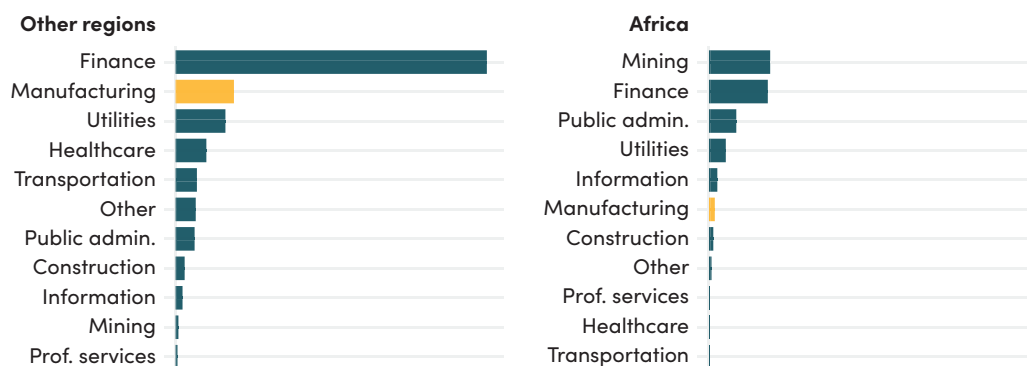 Other regions
Finance
Manufacturing
Utilities
Healthcare
Transportation
Other
Public admin.
Construction
Information
Mining
Prof. services
Africa
Mining
Finance
Public admin.
Utilities
Information
Manufacturing
Construction
Other
Prof. services
Healthcare
Transportation